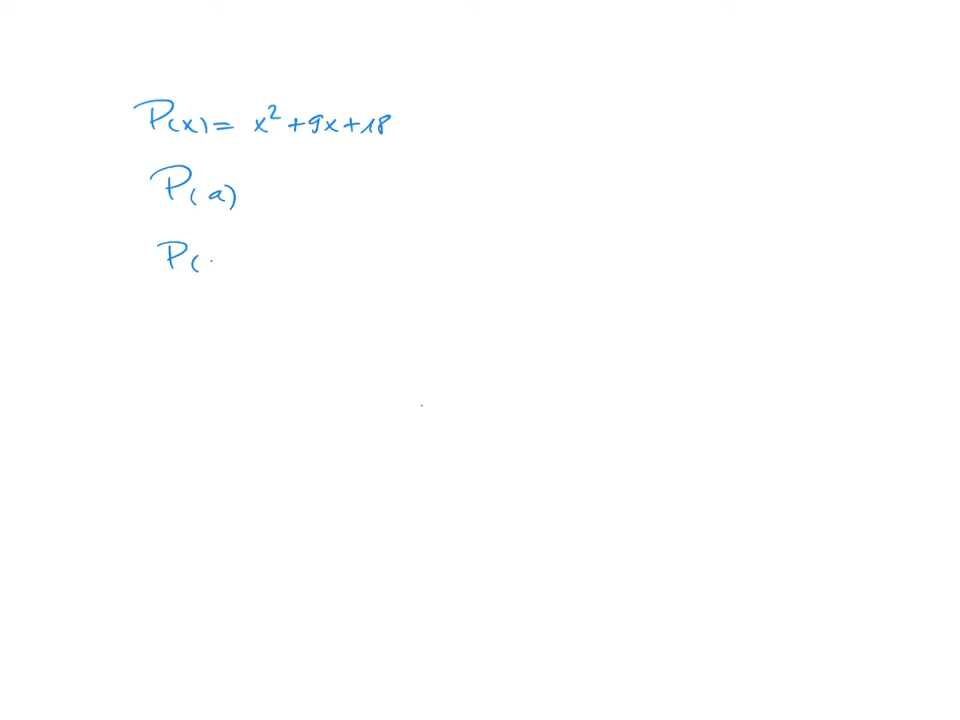 P(x) = x² + 9x + 18
P(a)
P(.